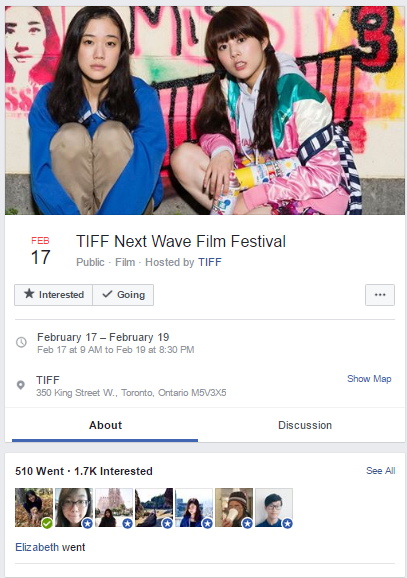 MIS
3
FEB
17
TIFF Next Wave Film Festival
Public · Film · Hosted by TIFF
Interested
Going
February 17 – February 19
Feb 17 at 9 AM to Feb 19 at 8:30 PM
TIFF
Show Map
350 King Street W., Toronto, Ontario M5V3X5
About
Discussion
510 Went · 1.7K Interested
See All
Elizabeth went